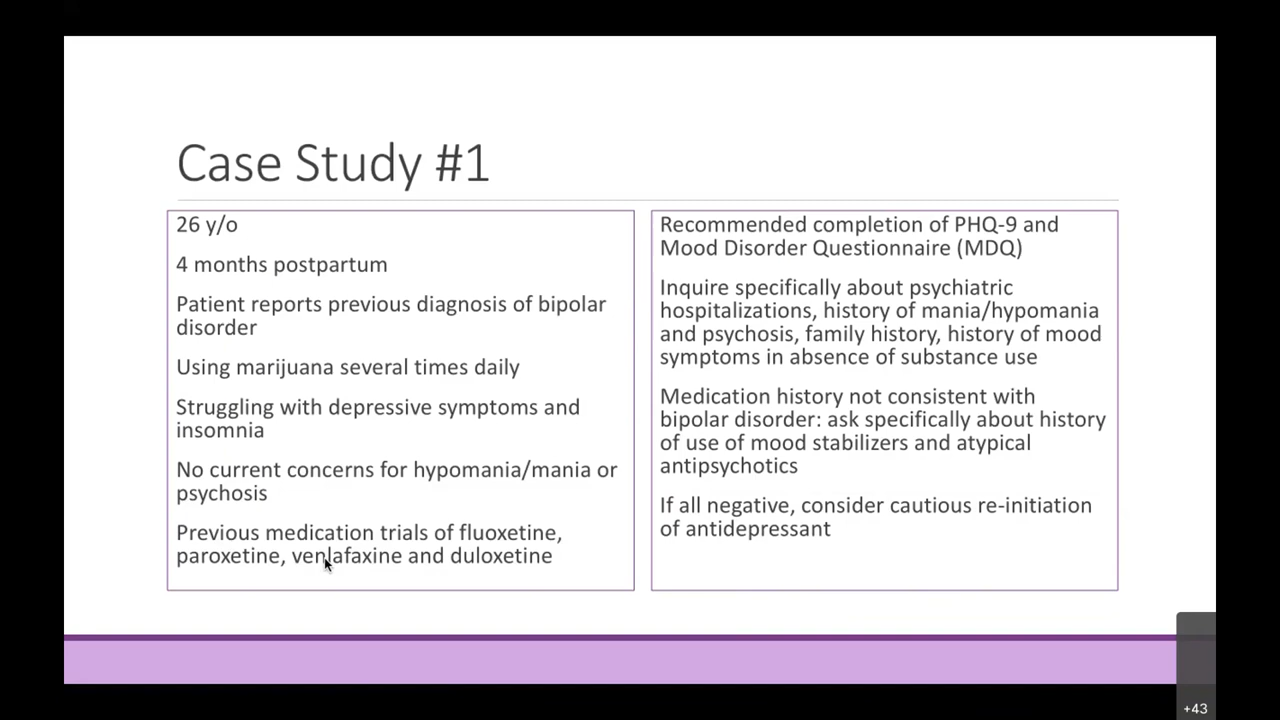 Case Study #1
26 y/o
4 months postpartum
Patient reports previous diagnosis of bipolar
disorder
Using marijuana several times daily
Struggling with depressive symptoms and
insomnia
No current concerns for hypomania/mania or
psychosis
Previous medication trials of fluoxetine,
paroxetine, venlafaxine and duloxetine
Recommended completion of PHQ-9 and
Mood Disorder Questionnaire (MDQ)
Inquire specifically about psychiatric
hospitalizations, history of mania/hypomania
and psychosis, family history, history of mood
symptoms in absence of substance use
Medication history not consistent with
bipolar disorder: ask specifically about history
of use of mood stabilizers and atypical
antipsychotics
If all negative, consider cautious re-initiation
of antidepressant
+43